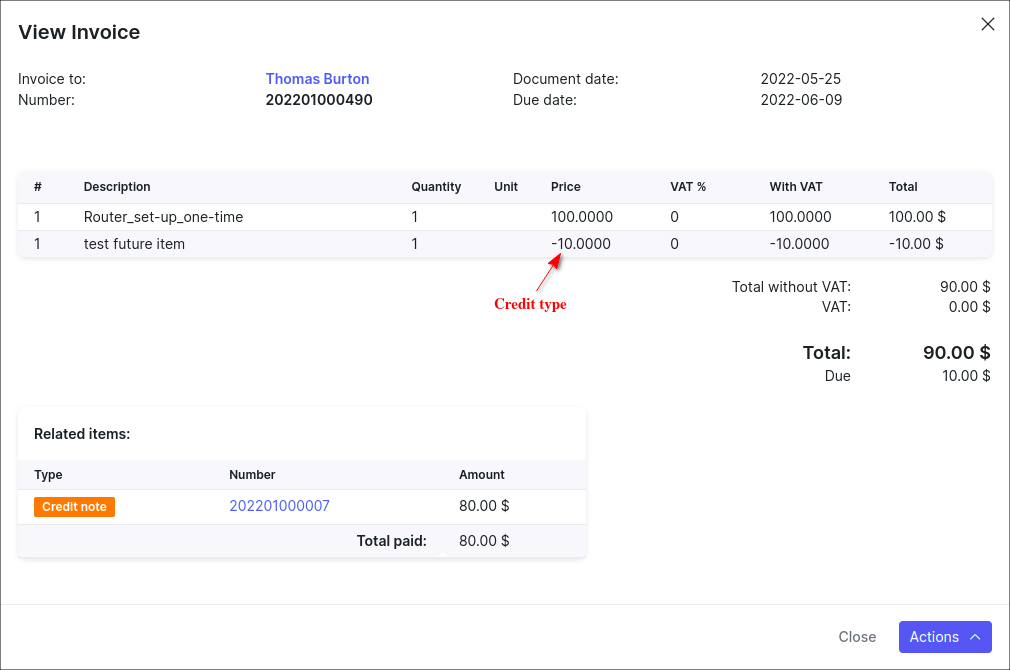 View Invoice
Invoice to: Thomas Burton Document date: 2022-05-25
Number: 202201000490 Due date: 2022-06-09
# Description Quantity Unit Price VAT % With VAT Total
1 Router_set-up_one-time 1 100.0000 0 100.0000 100.00 $
1 test future item 1 -10.0000 0 -10.0000 -10.00 $
Credit type
Total without VAT: 90.00 $
VAT: 0.00 $
Total: 90.00 $
Due 10.00 $
Related items:
Type Number Amount
Credit note 202201000007 80.00 $
Total paid: 80.00 $
Close Actions